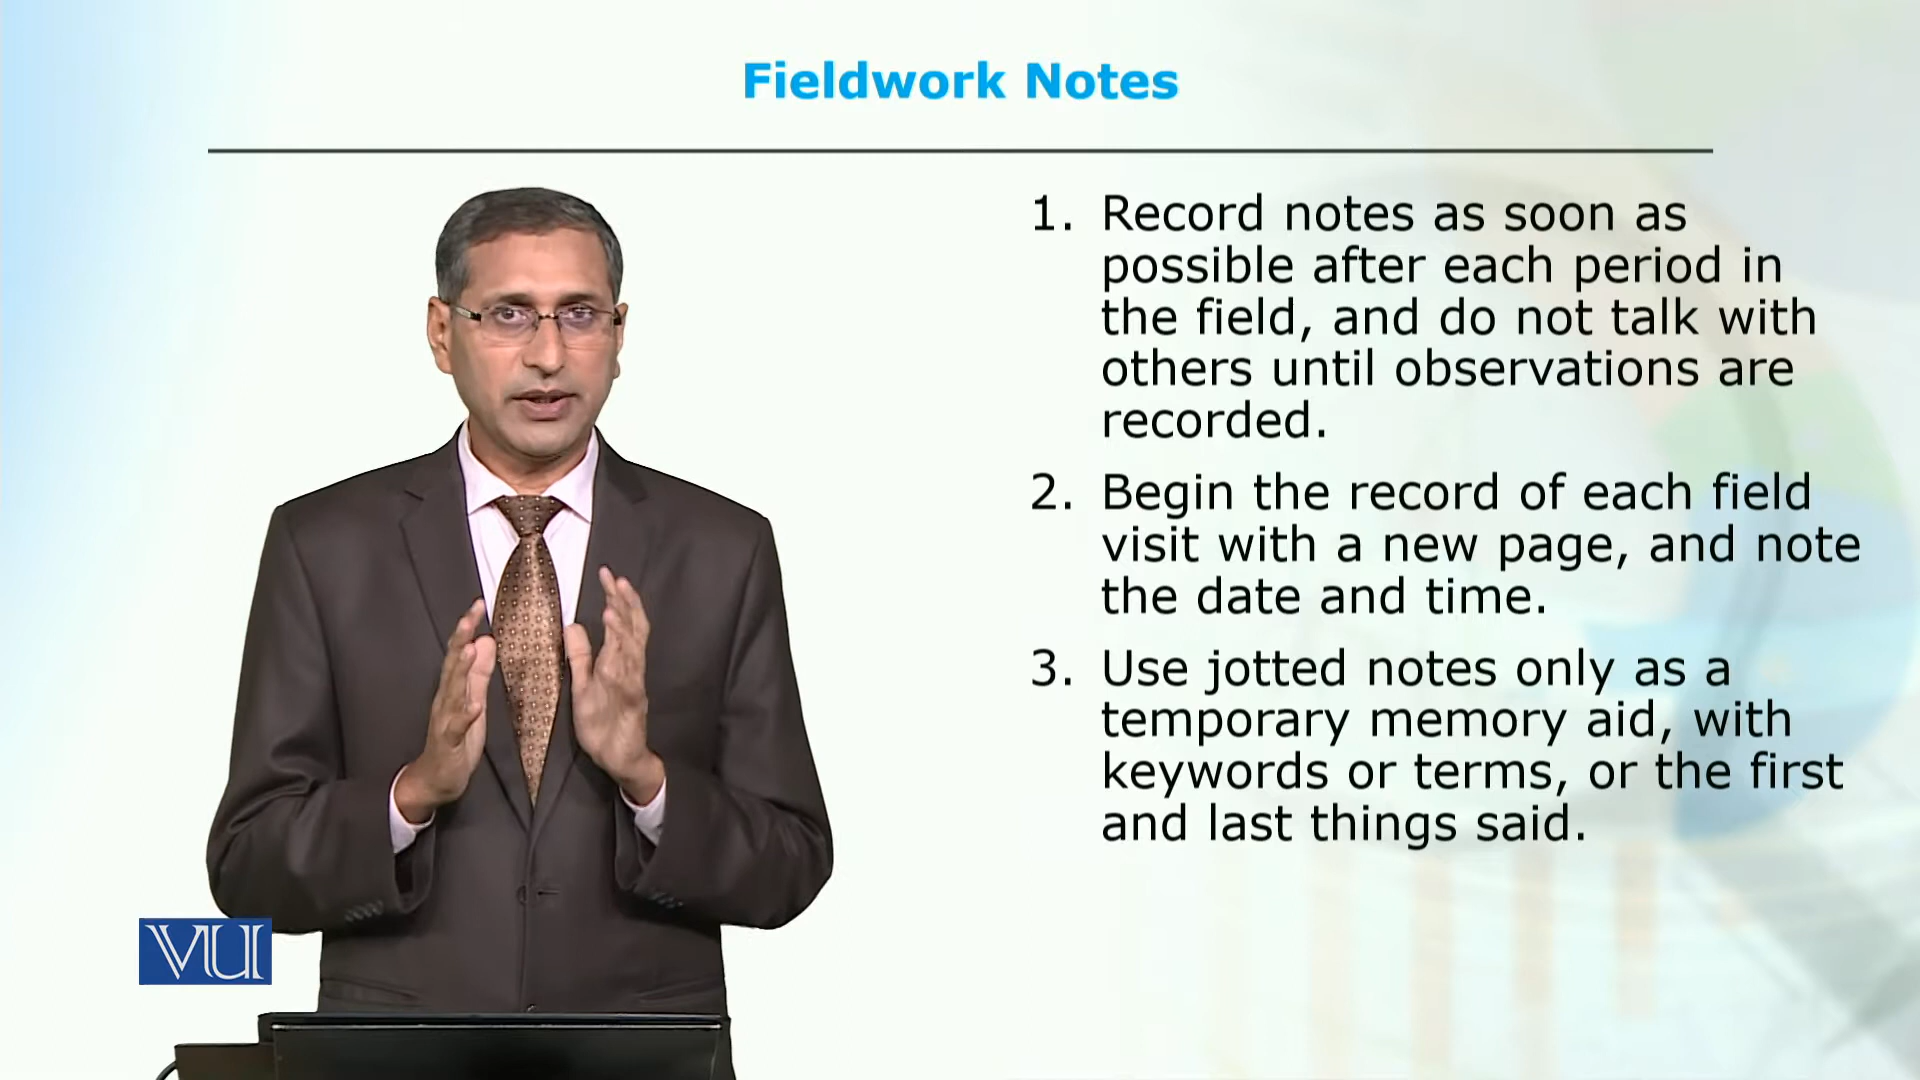 Fieldwork Notes
1. Record notes as soon as
possible after each period in
the field, and do not talk with
others until observations are
recorded.
2. Begin the record of each field
visit with a new page, and note
the date and time.
3. Use jotted notes only as a
temporary memory aid, with
keywords or terms, or the first
and last things said.
VU